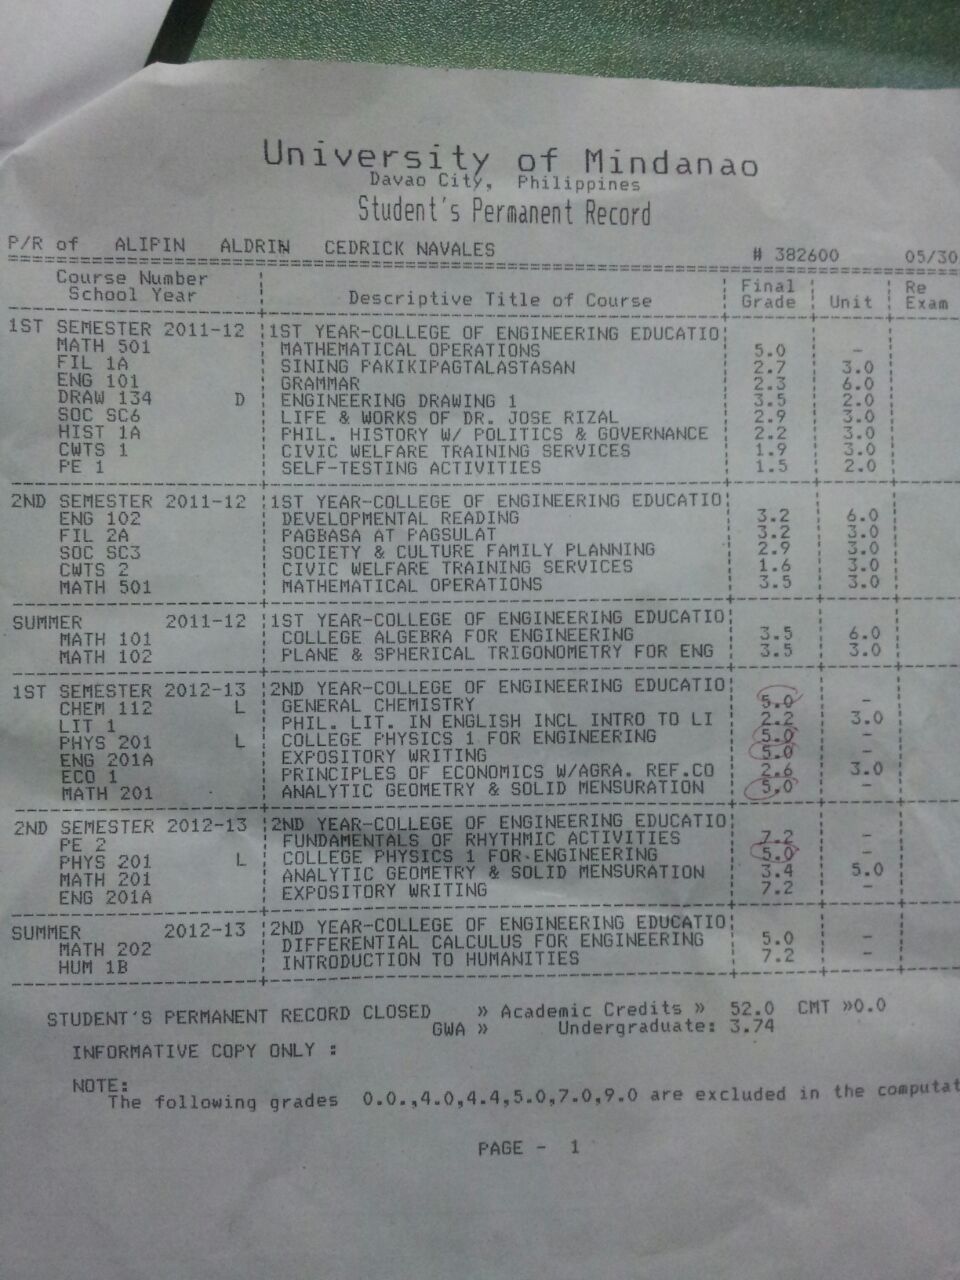 University of Mindanao
Davao City, Philippines
Student's Permanent Record
P/R of ALIPIN ALDRIN CEDRICK NAVALES # 382600 05/30
Course Number School Year Descriptive Title of Course Final Grade Unit Re Exam
1ST SEMESTER 2011-12 1ST YEAR-COLLEGE OF ENGINEERING EDUCATIO
MATH 501 MATHEMATICAL OPERATIONS 5.0 -
FIL 1A SINING PAKIKIPAGTALASTASAN 2.7 3.0
ENG 101 GRAMMAR 2.3 6.0
DRAW 134 D ENGINEERING DRAWING 1 3.5 2.0
SOC SC6 LIFE & WORKS OF DR. JOSE RIZAL 2.9 3.0
HIST 1A PHIL. HISTORY W/ POLITICS & GOVERNANCE 2.2 3.0
CWTS 1 CIVIC WELFARE TRAINING SERVICES 1.9 3.0
PE 1 SELF-TESTING ACTIVITIES 1.5 2.0
2ND SEMESTER 2011-12 1ST YEAR-COLLEGE OF ENGINEERING EDUCATIO
ENG 102 DEVELOPMENTAL READING 3.2 6.0
FIL 2A PAGBASA AT PAGSULAT 3.2 3.0
SOC SC3 SOCIETY & CULTURE FAMILY PLANNING 2.9 3.0
CWTS 2 CIVIC WELFARE TRAINING SERVICES 1.6 3.0
MATH 501 MATHEMATICAL OPERATIONS 3.5 3.0
SUMMER 2011-12 1ST YEAR-COLLEGE OF ENGINEERING EDUCATIO
MATH 101 COLLEGE ALGEBRA FOR ENGINEERING 3.5 6.0
MATH 102 PLANE & SPHERICAL TRIGONOMETRY FOR ENG 3.5 3.0
1ST SEMESTER 2012-13 2ND YEAR-COLLEGE OF ENGINEERING EDUCATIO
CHEM 112 L GENERAL CHEMISTRY 5.0 -
LIT 1 PHIL. LIT. IN ENGLISH INCL INTRO TO LI 2.2 3.0
PHYS 201 L COLLEGE PHYSICS 1 FOR ENGINEERING 5.0 -
ENG 201A EXPOSITORY WRITING 5.0 -
ECO 1 PRINCIPLES OF ECONOMICS W/AGRA. REF.CO 2.6 3.0
MATH 201 ANALYTIC GEOMETRY & SOLID MENSURATION 5.0 -
2ND SEMESTER 2012-13 2ND YEAR-COLLEGE OF ENGINEERING EDUCATIO
PE 2 FUNDAMENTALS OF RHYTHMIC ACTIVITIES 7.2 -
PHYS 201 L COLLEGE PHYSICS 1 FOR ENGINEERING 5.0 -
MATH 201 ANALYTIC GEOMETRY & SOLID MENSURATION 3.4 5.0
ENG 201A EXPOSITORY WRITING 7.2 -
SUMMER 2012-13 2ND YEAR-COLLEGE OF ENGINEERING EDUCATIO
MATH 202 DIFFERENTIAL CALCULUS FOR ENGINEERING 5.0 -
HUM 1B INTRODUCTION TO HUMANITIES 7.2 -
STUDENT'S PERMANENT RECORD CLOSED » Academic Credits » 52.0 CMT »0.0
GWA » Undergraduate: 3.74
INFORMATIVE COPY ONLY :
NOTE:
The following grades 0.0.,4.0,4.4,5.0,7.0,9.0 are excluded in the computat
PAGE - 1